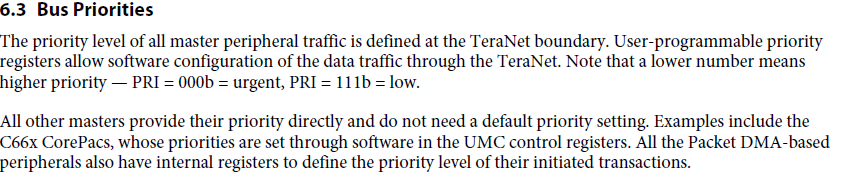 6.3 Bus Priorities
The priority level of all master peripheral traffic is defined at the TeraNet boundary. User-programmable priority
registers allow software configuration of the data traffic through the TeraNet. Note that a lower number means
higher priority — PRI = 000b = urgent, PRI = 111b = low.
All other masters provide their priority directly and do not need a default priority setting. Examples include the
C66x CorePacs, whose priorities are set through software in the UMC control registers. All the Packet DMA-based
peripherals also have internal registers to define the priority level of their initiated transactions.